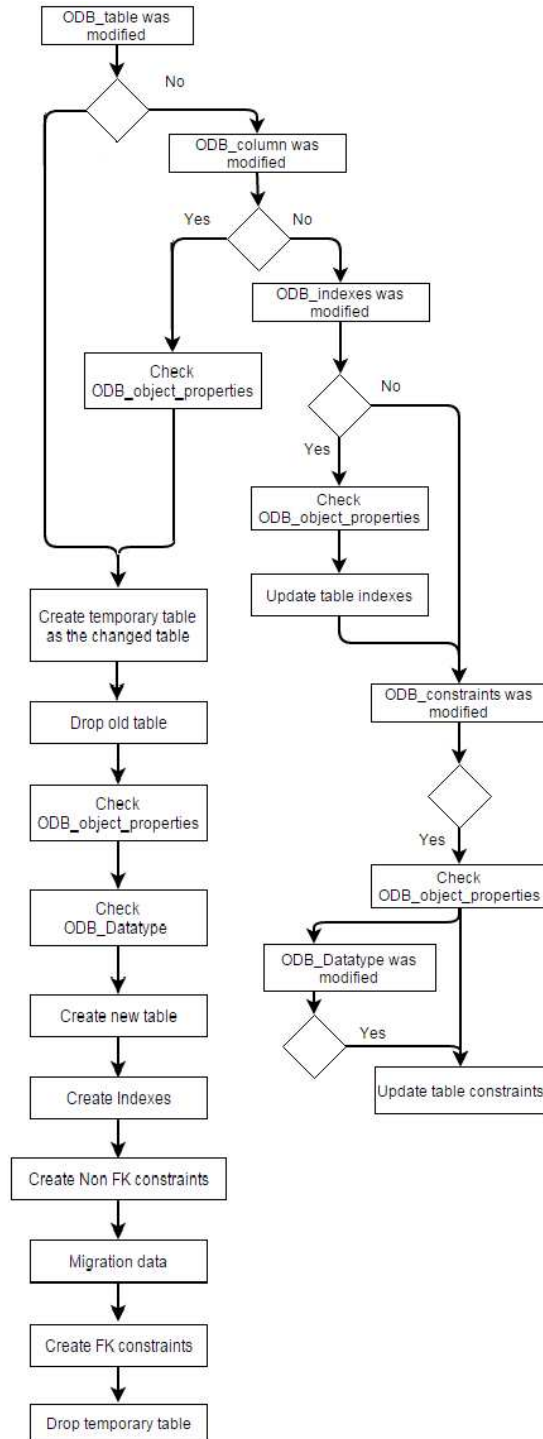 ODB_table was
modified
No
ODB_column was
modified
Yes
No
ODB_indexes was
modified
Check
ODB_object_properties
No
Yes
Check
ODB_object_properties
Update table indexes
Create temporary table
as the changed table
ODB_constraints was
modified
Drop old table
Check
ODB_object_properties
Yes
Check
ODB_object_properties
Check
ODB_Datatype
ODB_Datatype was
modified
Create new table
Yes
Update table constraints
Create Indexes
Create Non FK constraints
Migration data
Create FK constraints
Drop temporary table